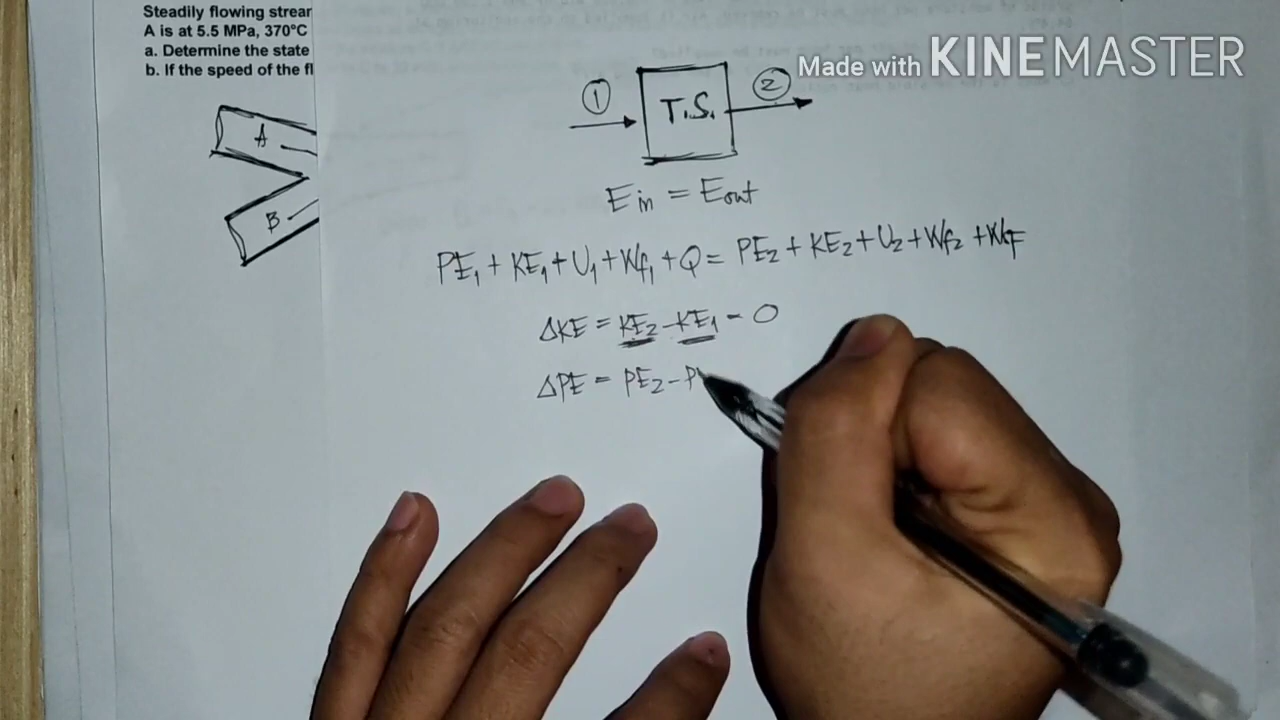 Steadily flowing strear
A is at 5.5 MPa, 370°C
a. Determine the state
b. If the speed of the fl
Made with KINEMASTER
A
B
1
T.S.
2
Ein = Eout
PE1 + KE1 + U1 + Wf1 + Q = PE2 + KE2 + U2 + Wf2 + WKF
ΔKE = KE2 - KE1 - 0
ΔPE = PE2 - P